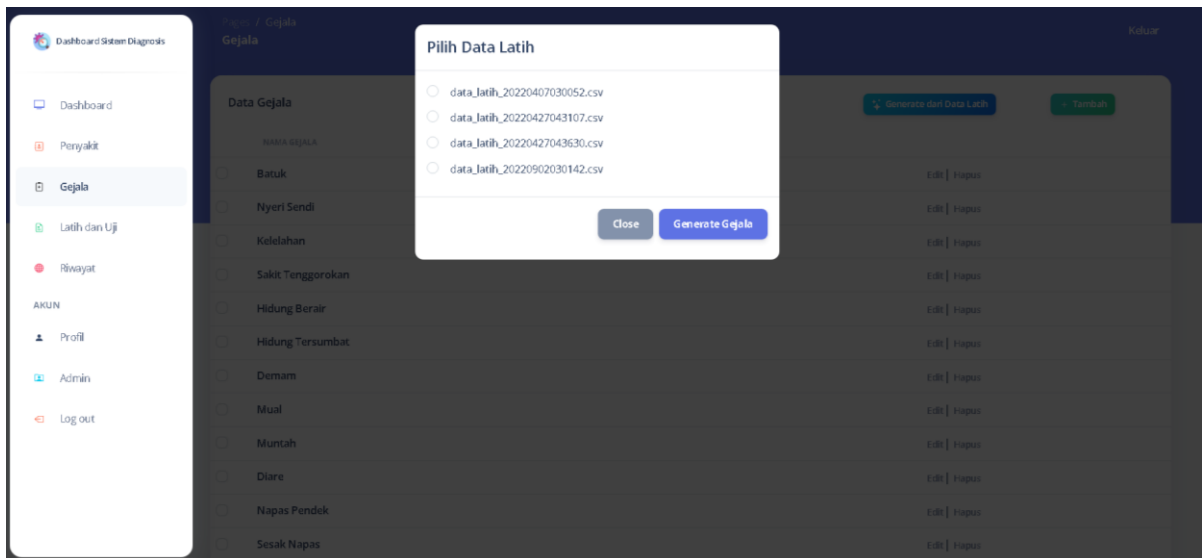 Dashboard Sistem Diagnosis
Dashboard
Penyakit
Gejala
Latih dan Uji
Riwayat
AKUN
Profil
Admin
Log out
Pages / Gejala
Gejala
Keluar
Pilih Data Latih
data_latih_20220407030052.csv
data_latih_20220427043107.csv
data_latih_20220427043630.csv
data_latih_20220902030142.csv
Close Generate Gejala
Data Gejala
Generate dari Data Latih + Tambah
NAMA GEJALA
Batuk Edit | Hapus
Nyeri Sendi Edit | Hapus
Kelelahan Edit | Hapus
Sakit Tenggorokan Edit | Hapus
Hidung Berair Edit | Hapus
Hidung Tersumbat Edit | Hapus
Demam Edit | Hapus
Mual Edit | Hapus
Muntah Edit | Hapus
Diare Edit | Hapus
Napas Pendek Edit | Hapus
Sesak Napas Edit | Hapus